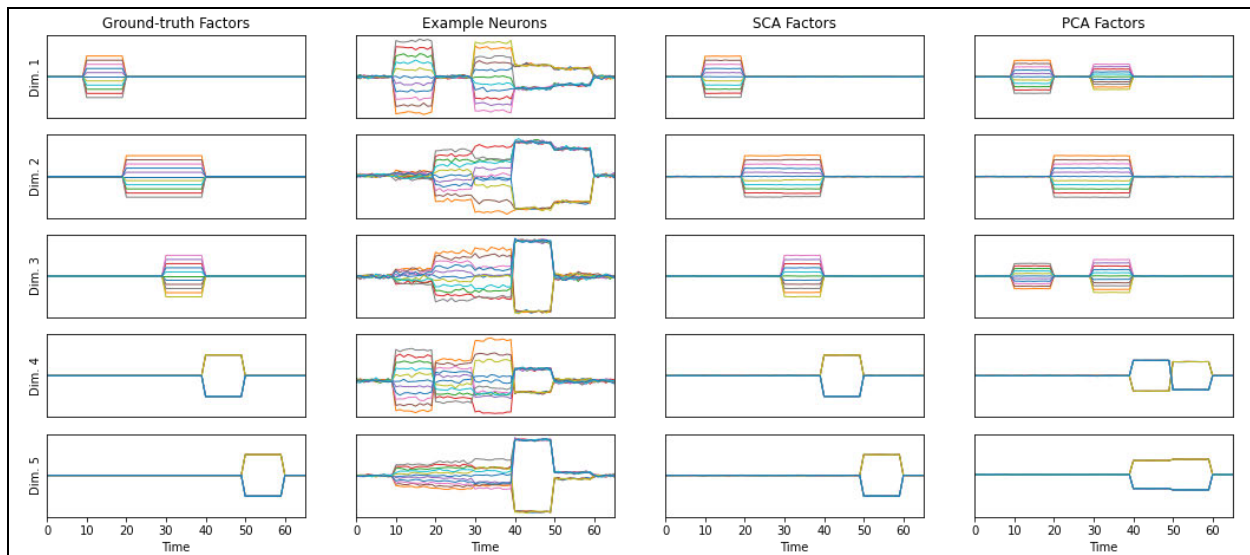 Ground-truth Factors
Example Neurons
SCA Factors
PCA Factors
Dim. 1
Dim. 2
Dim. 3
Dim. 4
Dim. 5
0 10 20 30 40 50 60
0 10 20 30 40 50 60
0 10 20 30 40 50 60
0 10 20 30 40 50 60
Time
Time
Time
Time